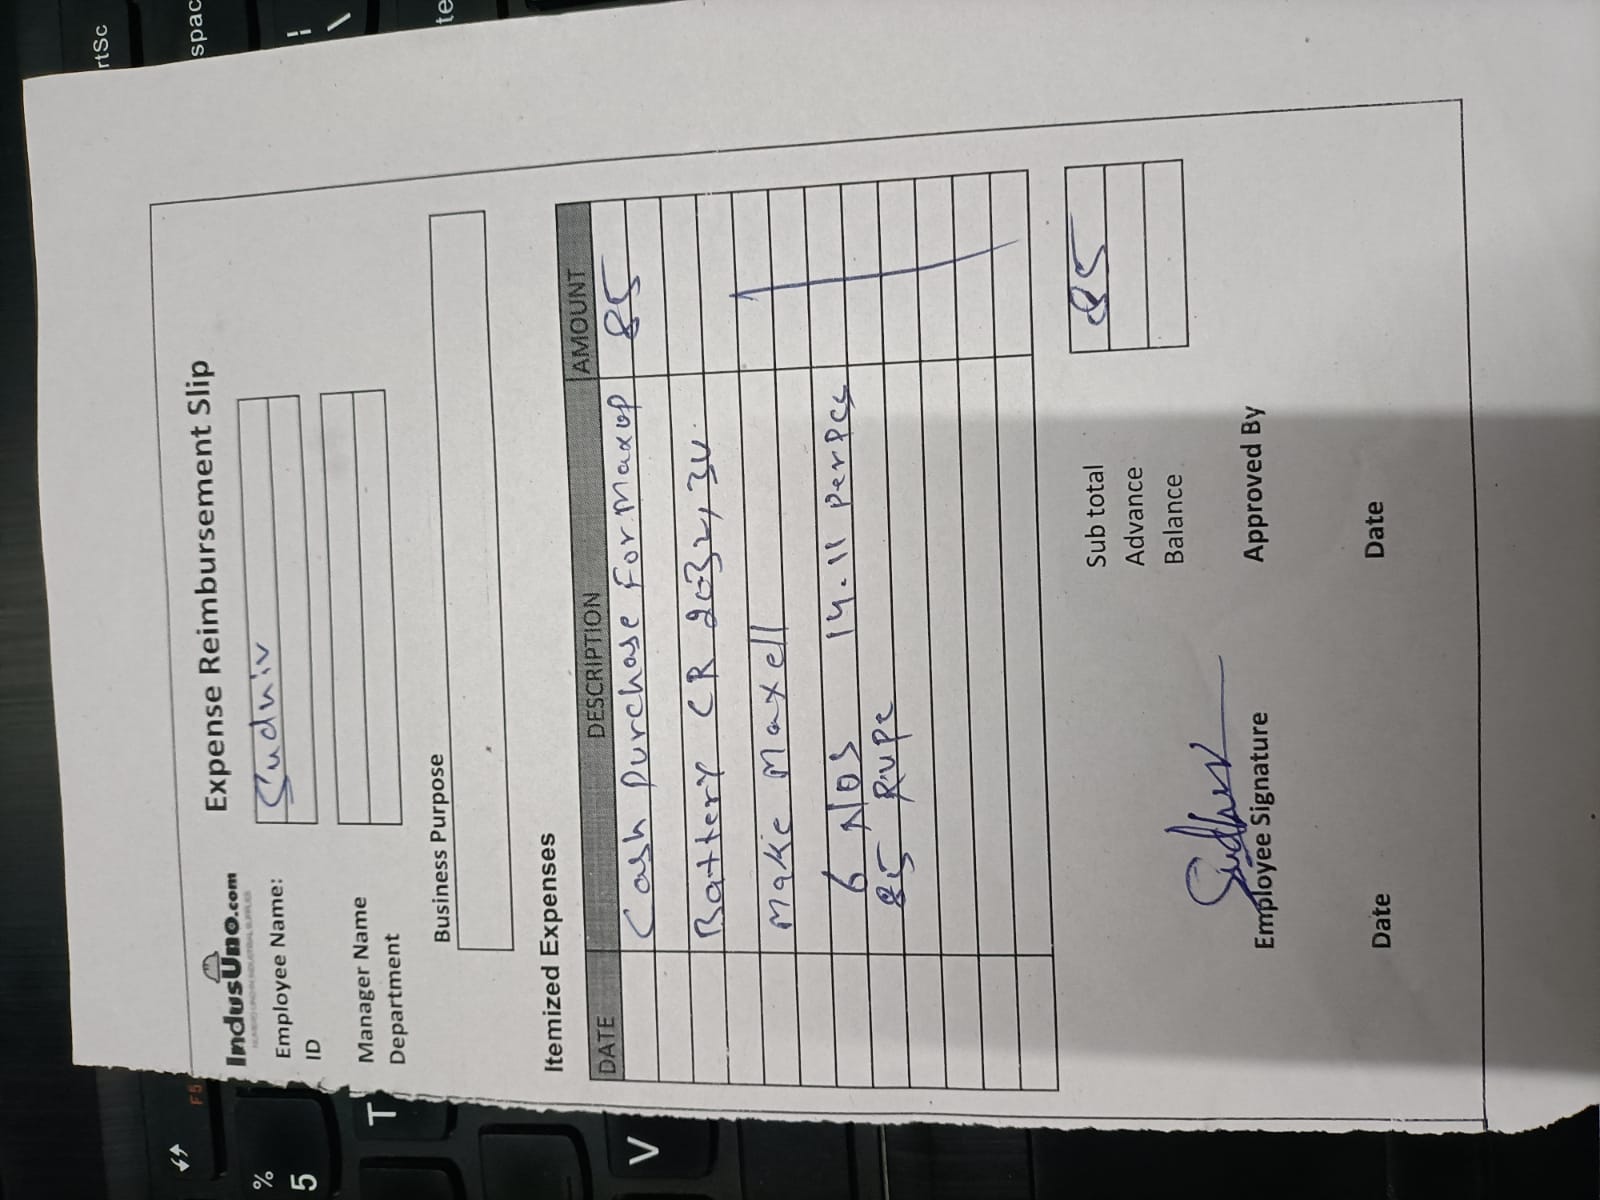 IndusUno.com
Expense Reimbursement Slip
Employee Name: Sudhir
ID
Manager Name
Department
Business Purpose
Itemized Expenses
DATE DESCRIPTION AMOUNT
Cash purchase for Maxop 85
Battery CR 2032, 3V.
Make Maxell
6 Nos 14.11 Per Pcs
85 Rupe
Sub total 85
Advance
Balance
Employee Signature Approved By
Date Date
rtSc
spac
!
\
te
F5
%
5
T
V